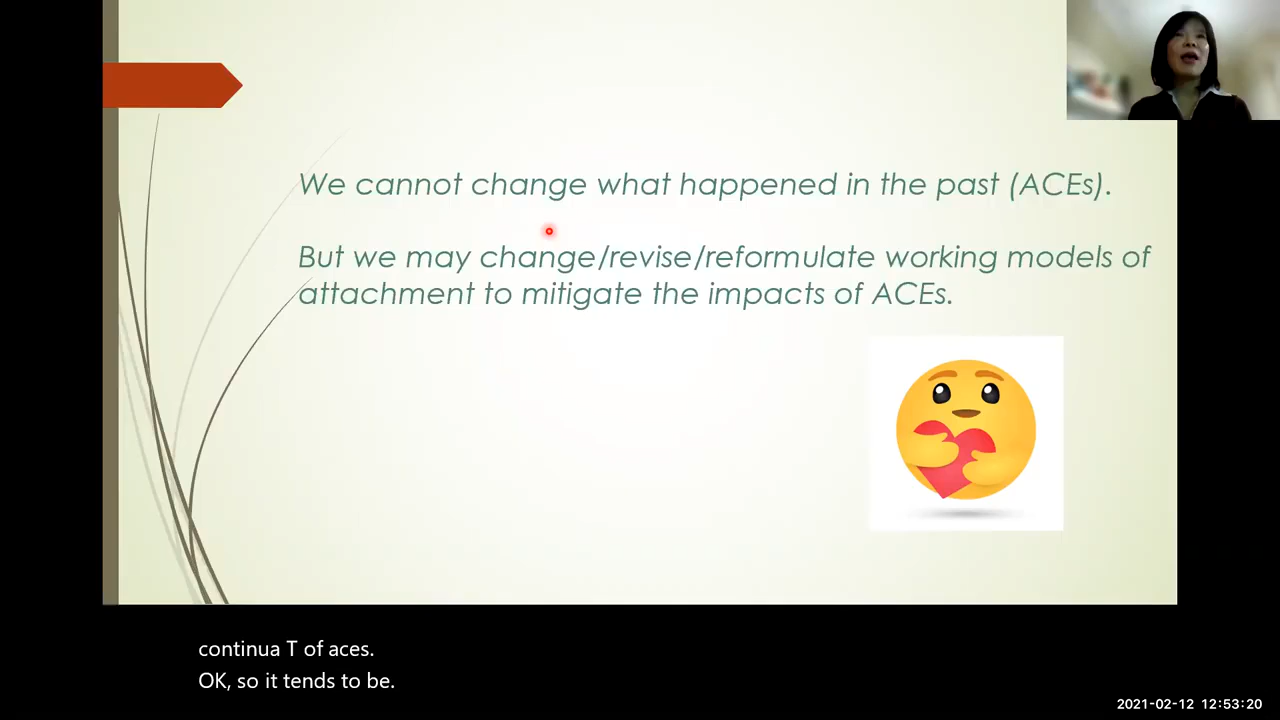 We cannot change what happened in the past (ACEs).
But we may change/revise/reformulate working models of
attachment to mitigate the impacts of ACEs.
continua T of aces.
OK, so it tends to be.
2021-02-12 12:53:20